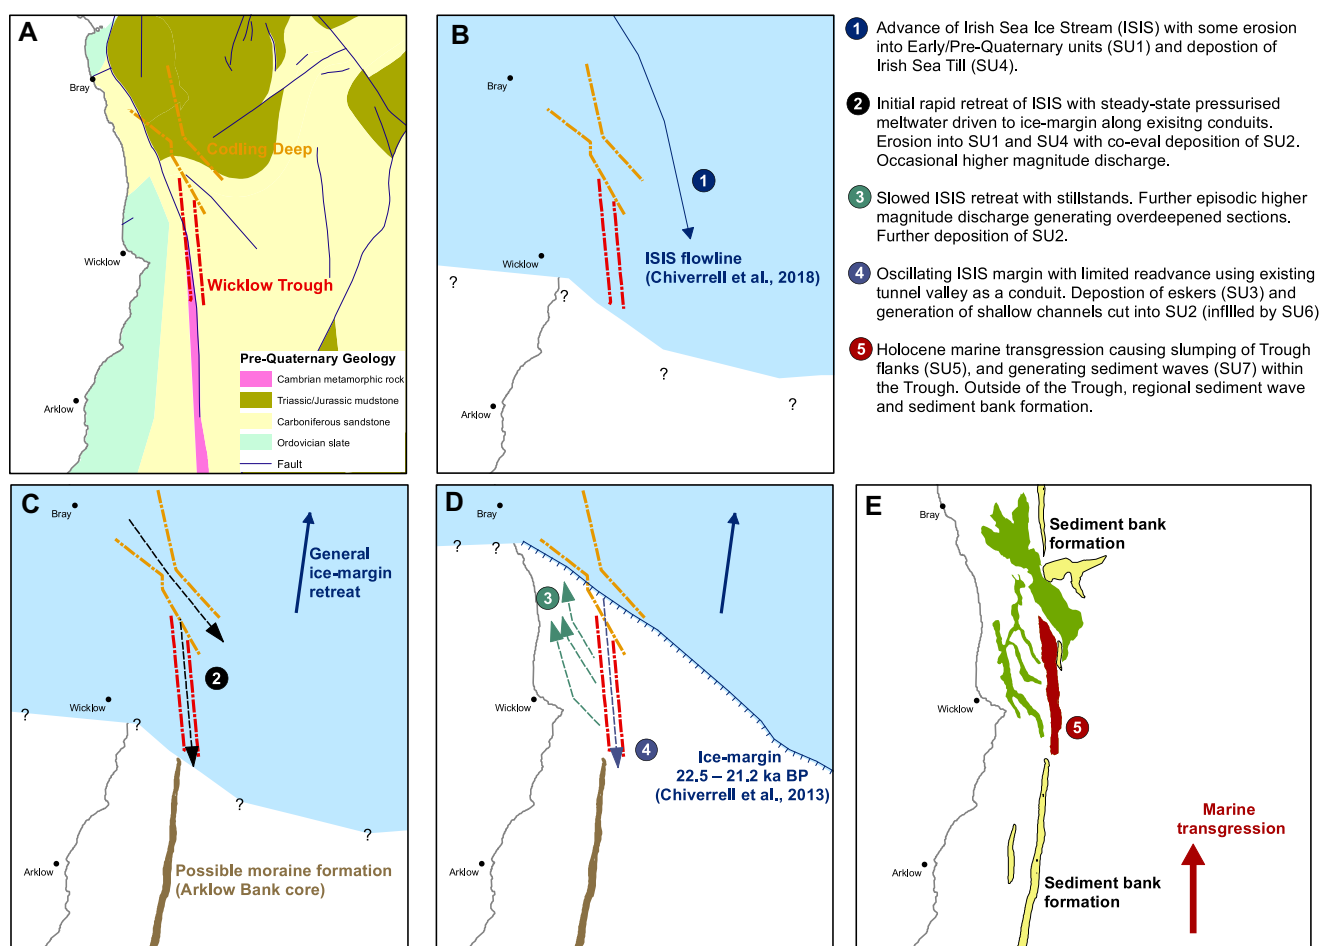 A
Bray
Codling Deep
Wicklow
Wicklow Trough
Arklow
Pre-Quaternary Geology
Cambrian metamorphic rock
Triassic/Jurassic mudstone
Carboniferous sandstone
Ordovician slate
Fault
B
Bray
1
ISIS flowline
(Chiverrell et al., 2018)
Wicklow
?
?
?
?
Arklow
1 Advance of Irish Sea Ice Stream (ISIS) with some erosion
into Early/Pre-Quaternary units (SU1) and depostion of
Irish Sea Till (SU4).
2 Initial rapid retreat of ISIS with steady-state pressurised
meltwater driven to ice-margin along exisitng conduits.
Erosion into SU1 and SU4 with co-eval deposition of SU2.
Occasional higher magnitude discharge.
3 Slowed ISIS retreat with stillstands. Further episodic higher
magnitude discharge generating overdeepened sections.
Further deposition of SU2.
4 Oscillating ISIS margin with limited readvance using existing
tunnel valley as a conduit. Depostion of eskers (SU3) and
generation of shallow channels cut into SU2 (infilled by SU6)
5 Holocene marine transgression causing slumping of Trough
flanks (SU5), and generating sediment waves (SU7) within
the Trough. Outside of the Trough, regional sediment wave
and sediment bank formation.
C
Bray
General
ice-margin
retreat
2
Wicklow
?
?
?
?
Arklow
Possible moraine formation
(Arklow Bank core)
D
Bray
?
?
3
Wicklow
4
Ice-margin
22.5 – 21.2 ka BP
(Chiverrell et al., 2013)
Arklow
E
Bray
Sediment bank
formation
Wicklow
5
Marine
transgression
Arklow
Sediment bank
formation